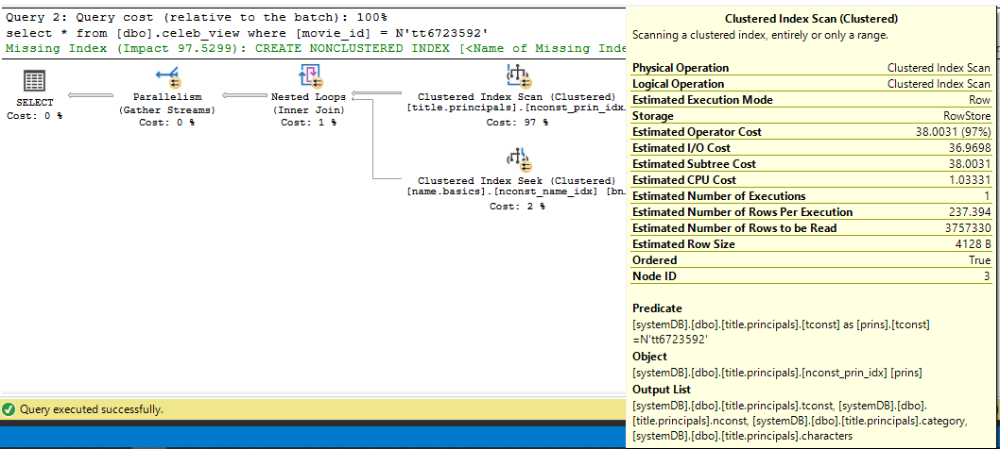 Query 2: Query cost (relative to the batch): 100%
select * from [dbo].celeb_view where [movie_id] = N'tt6723592'
Missing Index (Impact 97.5299): CREATE NONCLUSTERED INDEX [<Name of Missing Inde
SELECT
Cost: 0 %
Parallelism
(Gather Streams)
Cost: 0 %
Nested Loops
(Inner Join)
Cost: 1 %
Clustered Index Scan (Clustered)
[title.principals].[nconst_prin_idx
Cost: 97 %
Clustered Index Seek (Clustered)
[name.basics].[nconst_name_idx] [bn
Cost: 2 %
Query executed successfully.
Clustered Index Scan (Clustered)
Scanning a clustered index, entirely or only a range.
Physical Operation Clustered Index Scan
Logical Operation Clustered Index Scan
Estimated Execution Mode Row
Storage RowStore
Estimated Operator Cost 38.0031 (97%)
Estimated I/O Cost 36.9698
Estimated Subtree Cost 38.0031
Estimated CPU Cost 1.03331
Estimated Number of Executions 1
Estimated Number of Rows Per Execution 237.394
Estimated Number of Rows to be Read 3757330
Estimated Row Size 4128 B
Ordered True
Node ID 3
Predicate
[systemDB].[dbo].[title.principals].[tconst] as [prins].[tconst]
=N'tt6723592'
Object
[systemDB].[dbo].[title.principals].[nconst_prin_idx] [prins]
Output List
[systemDB].[dbo].[title.principals].tconst, [systemDB].[dbo].
[title.principals].nconst, [systemDB].[dbo].[title.principals].category,
[systemDB].[dbo].[title.principals].characters